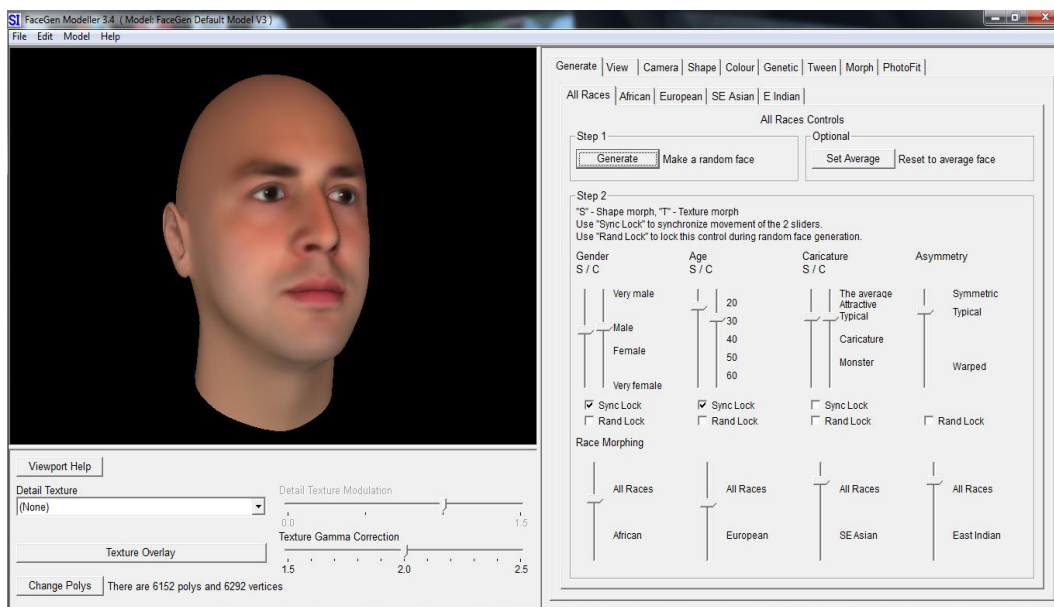 SI FaceGen Modeller 3.4 ( Model: FaceGen Default Model V3 )
File Edit Model Help
Generate View Camera Shape Colour Genetic Tween Morph PhotoFit
All Races African European SE Asian E Indian
All Races Controls
Step 1
Optional
Generate Make a random face
Set Average Reset to average face
Step 2
"S" - Shape morph, "T" - Texture morph
Use "Sync Lock" to synchronize movement of the 2 sliders.
Use "Rand Lock" to lock this control during random face generation.
Gender Age Caricature Asymmetry
S / C S / C S / C
Very male
Male
Female
Very female
20
30
40
50
60
The average
Attractive
Typical
Caricature
Monster
Symmetric
Typical
Warped
Sync Lock Sync Lock Sync Lock
Rand Lock Rand Lock Rand Lock Rand Lock
Race Morphing
All Races All Races All Races All Races
African European SE Asian East Indian
Viewport Help
Detail Texture
(None)
Detail Texture Modulation
0.0 1.5
Texture Overlay
Texture Gamma Correction
1.5 2.0 2.5
Change Polys There are 6152 polys and 6292 vertices